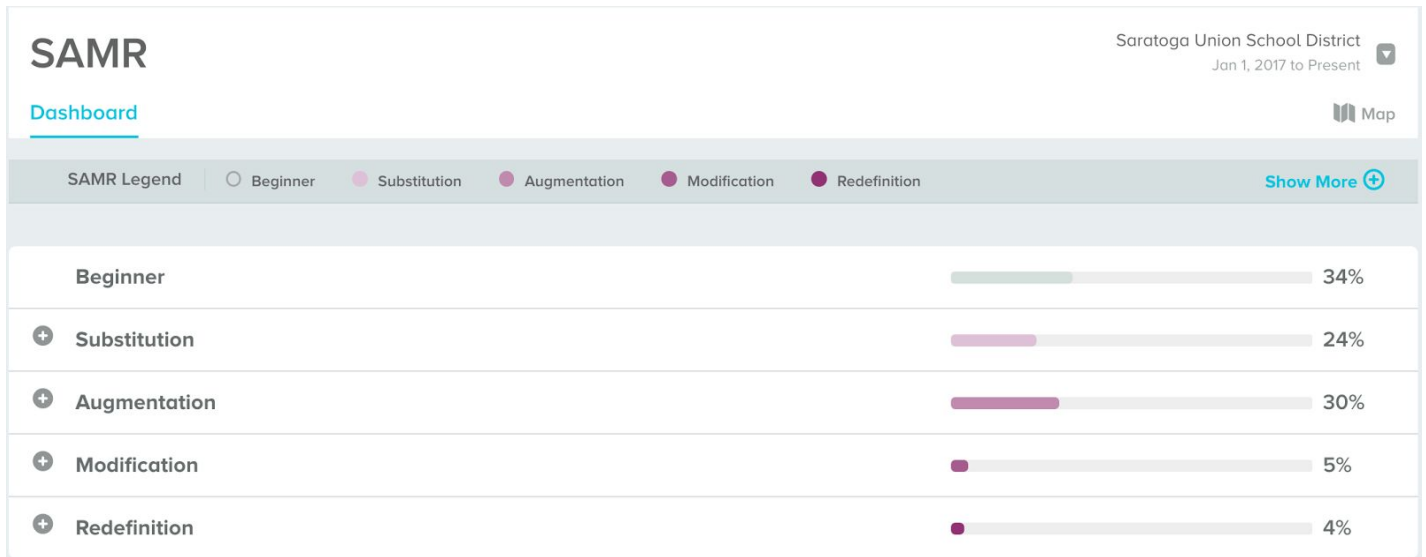 SAMR
Saratoga Union School District
Jan 1, 2017 to Present
Dashboard
Map
SAMR Legend Beginner Substitution Augmentation Modification Redefinition Show More
Beginner 34%
Substitution 24%
Augmentation 30%
Modification 5%
Redefinition 4%